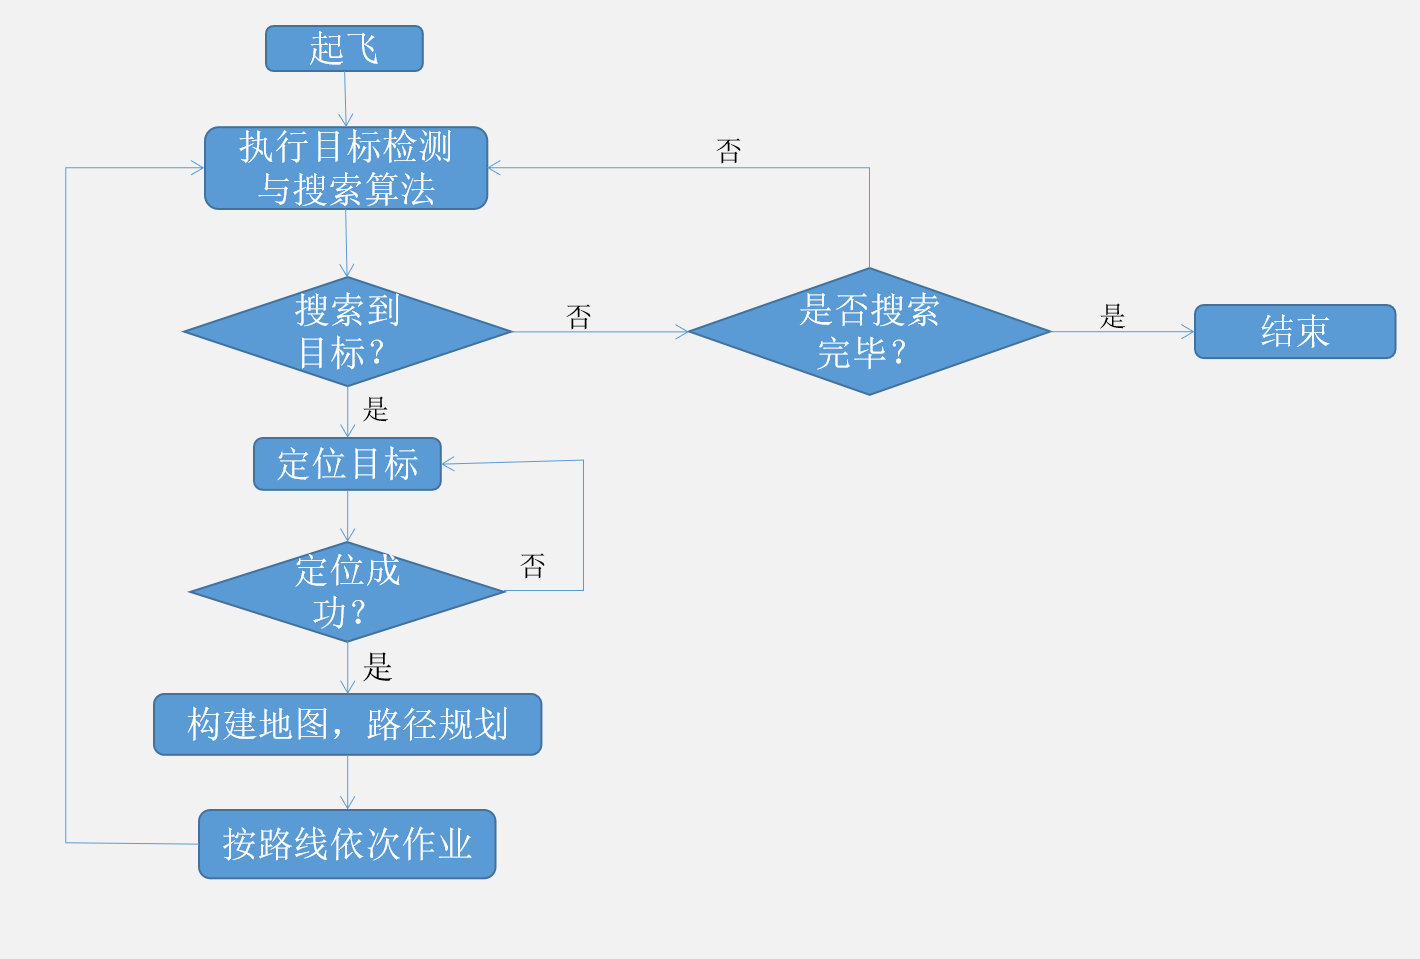 起飞
执行目标检测
与搜索算法
否
搜索到
目标？
否
是否搜索
完毕？
是
结束
是
定位目标
定位成
功？
否
是
构建地图，路径规划
按路线依次作业